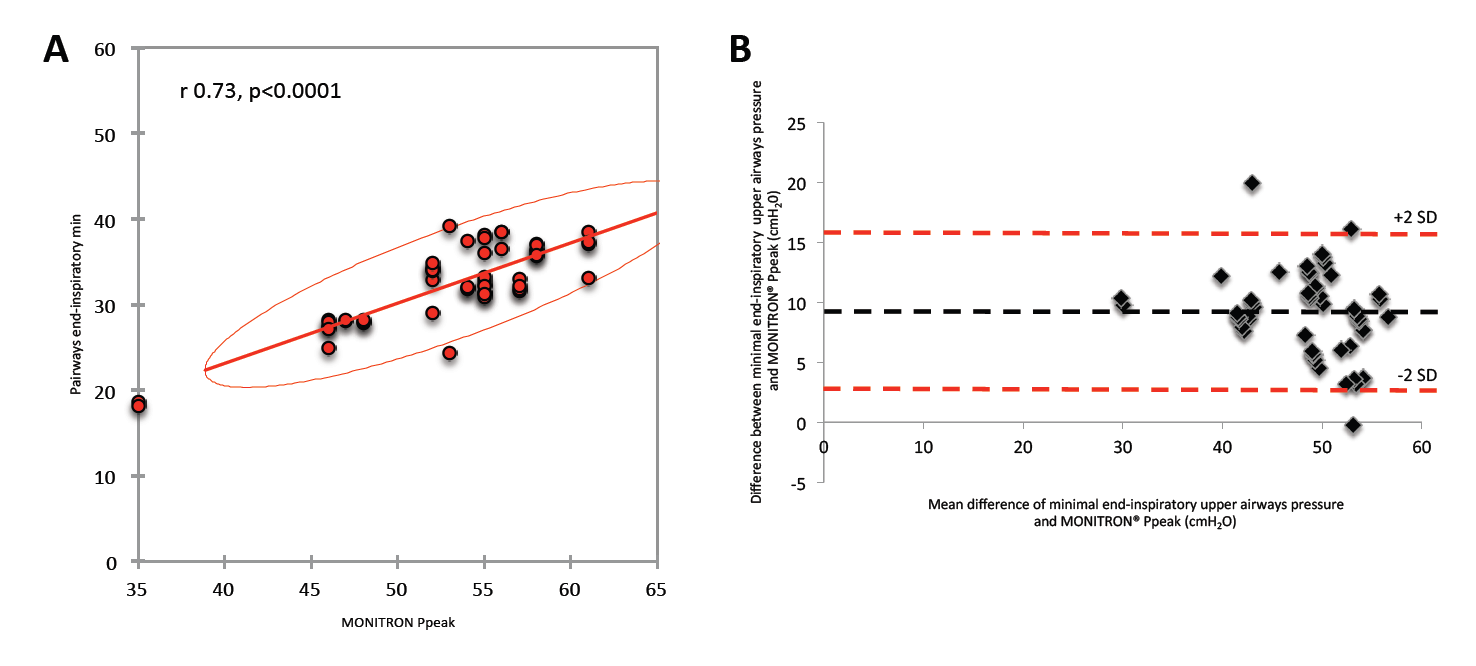 A
r 0.73, p<0.0001
60
50
40
30
20
10
0
Pairways end-inspiratory min
35
40
45
50
55
60
65
MONITRON Ppeak
B
Difference between minimal end-inspiratory upper airways pressure
and MONITRON® Ppeak (cmH₂O)
25
20
15
10
5
0
-5
+2 SD
-2 SD
0
10
20
30
40
50
60
Mean difference of minimal end-inspiratory upper airways pressure
and MONITRON® Ppeak (cmH₂O)